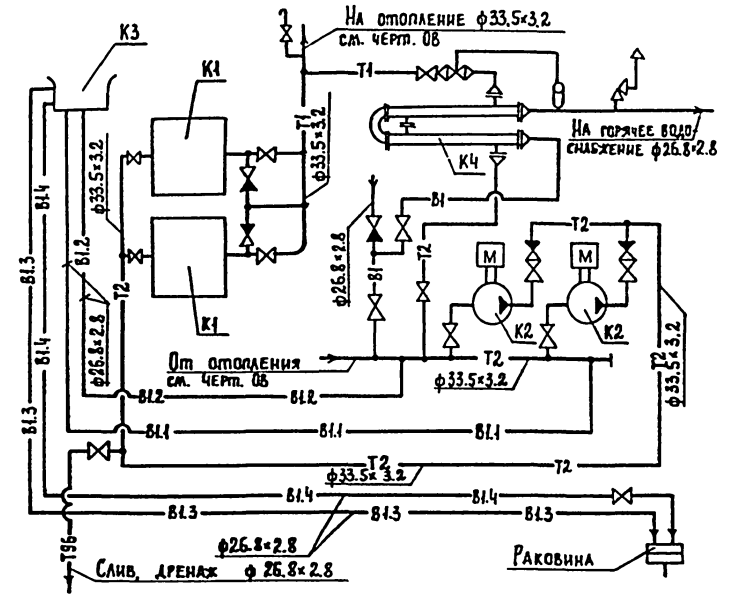 На отопление ф33.5×3.2
см. черт. ОВ
К3
К1
Т1
Т1
ф33.5×3.2
На горячее водо-
снабжение ф26.8×2.8
К4
ф33.5×3.2
В1.4
В1.3
В1.2
ф26.8×2.8
Т2
К1
В1
ф26.8×2.8
В1
Т2
М
М
Т2
К2
К2
Т2
ф33.5×3.2
От отопления
см. черт. ОВ
Т2
ф33.5×3.2
В1.4
В1.3
В1.2
В1.2
В1.1
В1.1
В1.1
Т2
ф33.5×3.2
Т2
В1.4
В1.4
В1.3
В1.3
В1.3
ф26.8×2.8
Т96
Слив, дренаж ф 26.8×2.8
Раковина